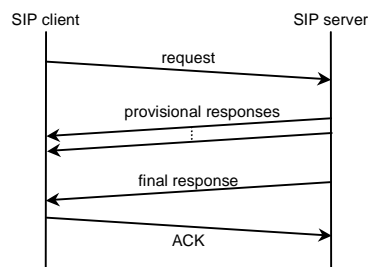 SIP client
SIP server
request
provisional responses
final response
ACK